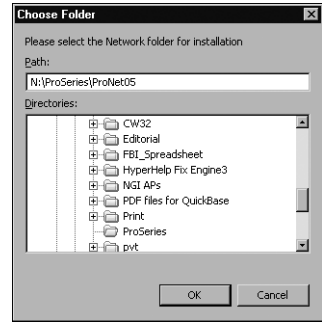 Choose Folder
Please select the Network folder for installation
Path:
N:\ProSeries\ProNet05
Directories:
CW32
Editorial
FBI_Spreadsheet
HyperHelp Fix Engine3
NGI APs
PDF files for QuickBase
Print
ProSeries
pvt
OK Cancel